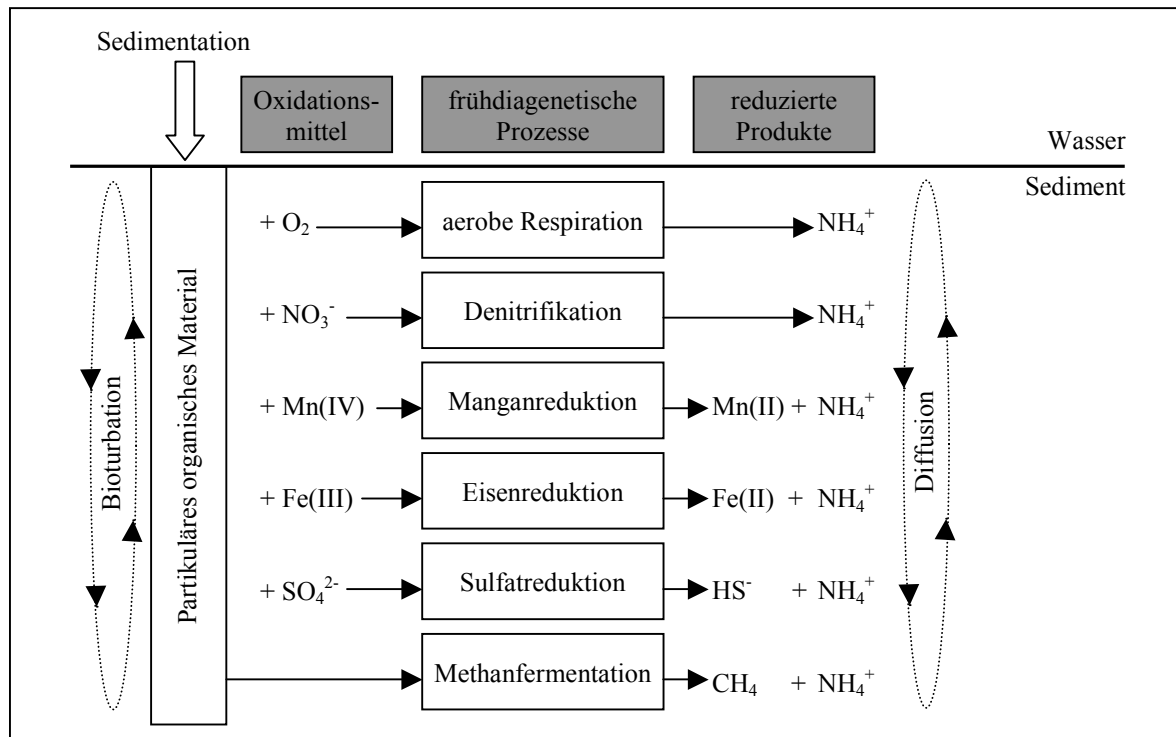 Sedimentation
Oxidations-
mittel
frühdiagenetische
Prozesse
reduzierte
Produkte
Wasser
Sediment
Bioturbation
Partikuläres organisches Material
+ O₂
aerobe Respiration
NH₄⁺
+ NO₃⁻
Denitrifikation
NH₄⁺
+ Mn(IV)
Manganreduktion
Mn(II) + NH₄⁺
+ Fe(III)
Eisenreduktion
Fe(II) + NH₄⁺
+ SO₄²⁻
Sulfatreduktion
HS⁻ + NH₄⁺
Methanfermentation
CH₄ + NH₄⁺
Diffusion